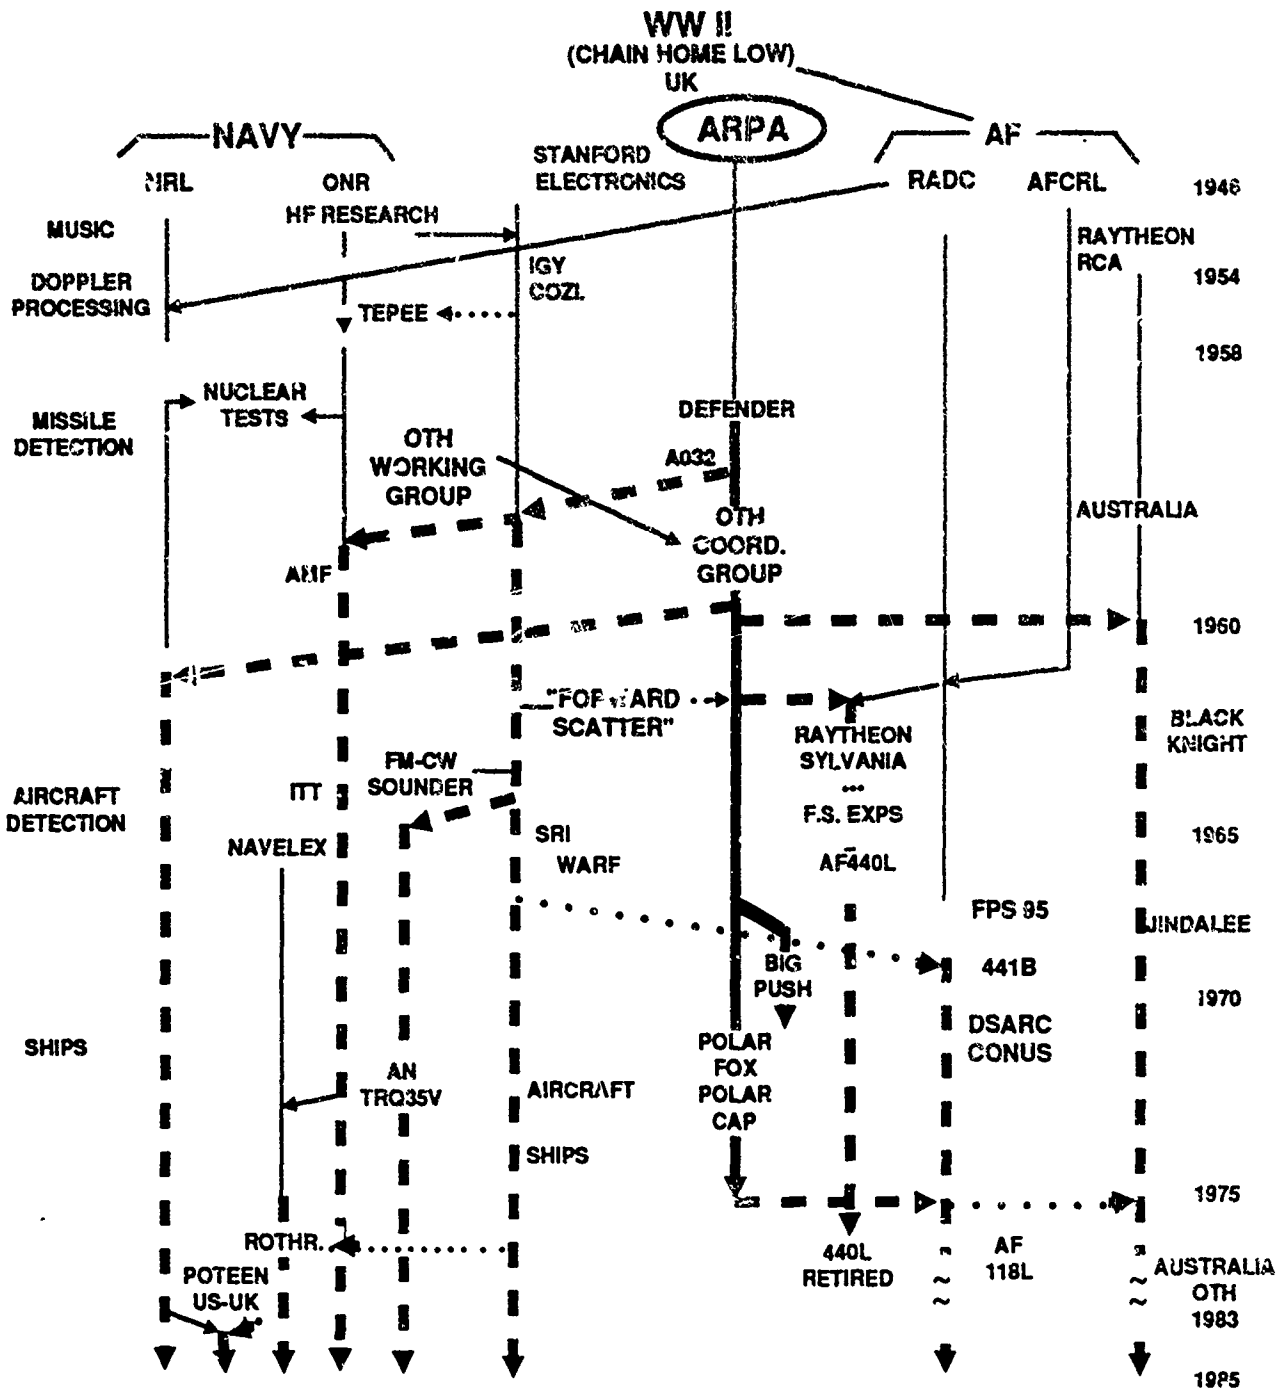 WW II
(CHAIN HOME LOW)
UK
ARPA
NAVY
AF
STANFORD
ELECTRONICS
NRL
ONR
RADC
AFCRL
1946
HF RESEARCH
MUSIC
RAYTHEON
RCA
IGY
COZI.
1954
DOPPLER
PROCESSING
TEPEE
1958
NUCLEAR
TESTS
MISSILE
DETECTION
DEFENDER
OTH
WORKING
GROUP
A032
OTH
COORD.
GROUP
AUSTRALIA
1960
"FORWARD
SCATTER"
RAYTHEON
SYLVANIA
...
F.S. EXPS
BLACK
KNIGHT
FM-CW
SOUNDER
ITT
AIRCRAFT
DETECTION
NAVELEX
SRI
WARF
1965
AF440L
FPS 95
JINDALEE
BIG
PUSH
441B
1970
DSARC
CONUS
SHIPS
POLAR
FOX
POLAR
CAP
AN
TRQ35V
AIRCRAFT
SHIPS
1975
ROTHR.
440L
RETIRED
AF
118L
POTEEN
US-UK
AUSTRALIA
OTH
1983
1985